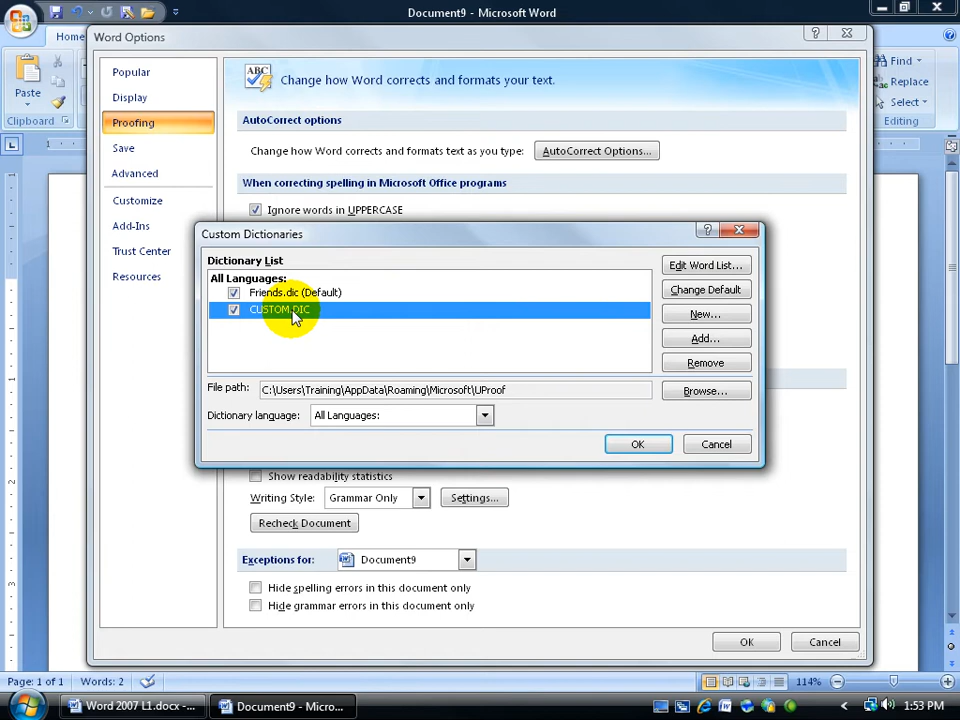 Document9 - Microsoft Word
Home
Word Options
Paste
Clipboard
Find
Replace
Select
Editing
Popular
Display
Proofing
Save
Advanced
Customize
Add-Ins
Trust Center
Resources
ABC
Change how Word corrects and formats your text.
AutoCorrect options
Change how Word corrects and formats text as you type:
AutoCorrect Options...
When correcting spelling in Microsoft Office programs
Ignore words in UPPERCASE
Custom Dictionaries
Dictionary List
All Languages:
Friends.dic (Default)
CUSTOM.DIC
Edit Word List...
Change Default
New...
Add...
Remove
File path: C:\Users\Training\AppData\Roaming\Microsoft\UProof
Browse...
Dictionary language: All Languages:
OK Cancel
Show readability statistics
Writing Style: Grammar Only Settings...
Recheck Document
Exceptions for: Document9
Hide spelling errors in this document only
Hide grammar errors in this document only
OK Cancel
Page: 1 of 1 Words: 2 114%
Word 2007 L1.docx -... Document9 - Micros... 1:53 PM